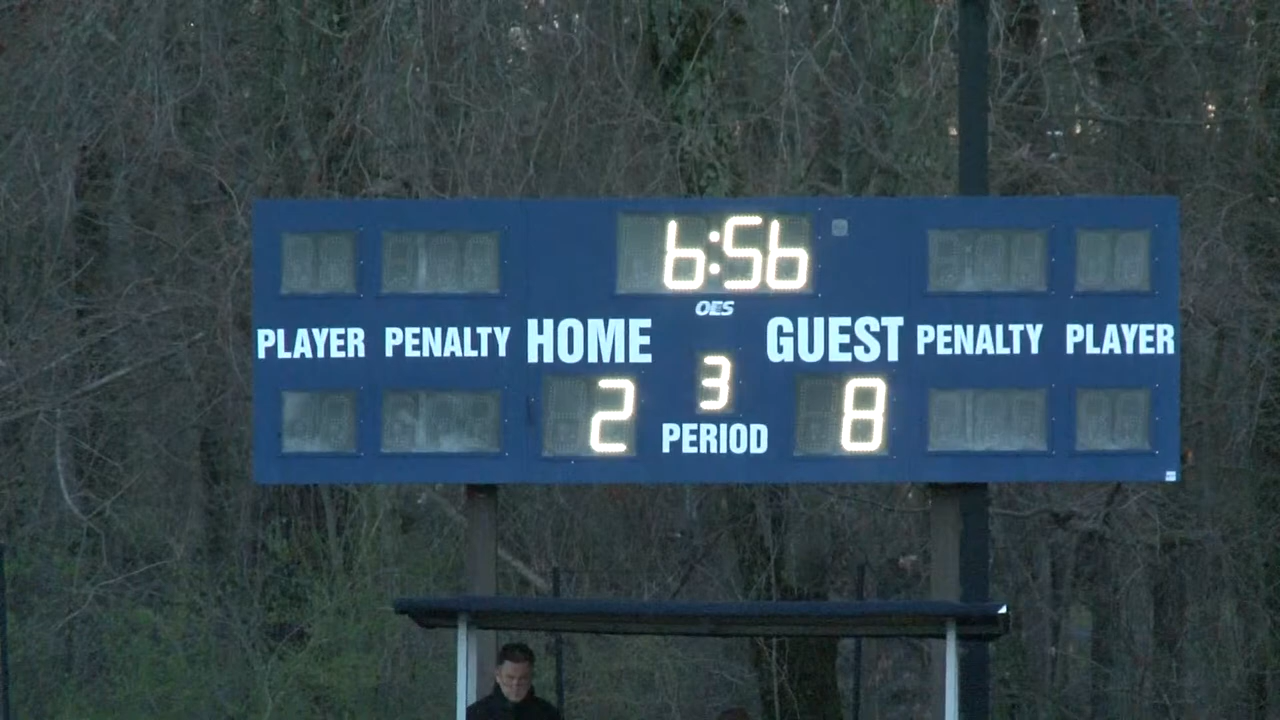 6:56
OES
PLAYER PENALTY HOME GUEST PENALTY PLAYER
2 3 8
PERIOD